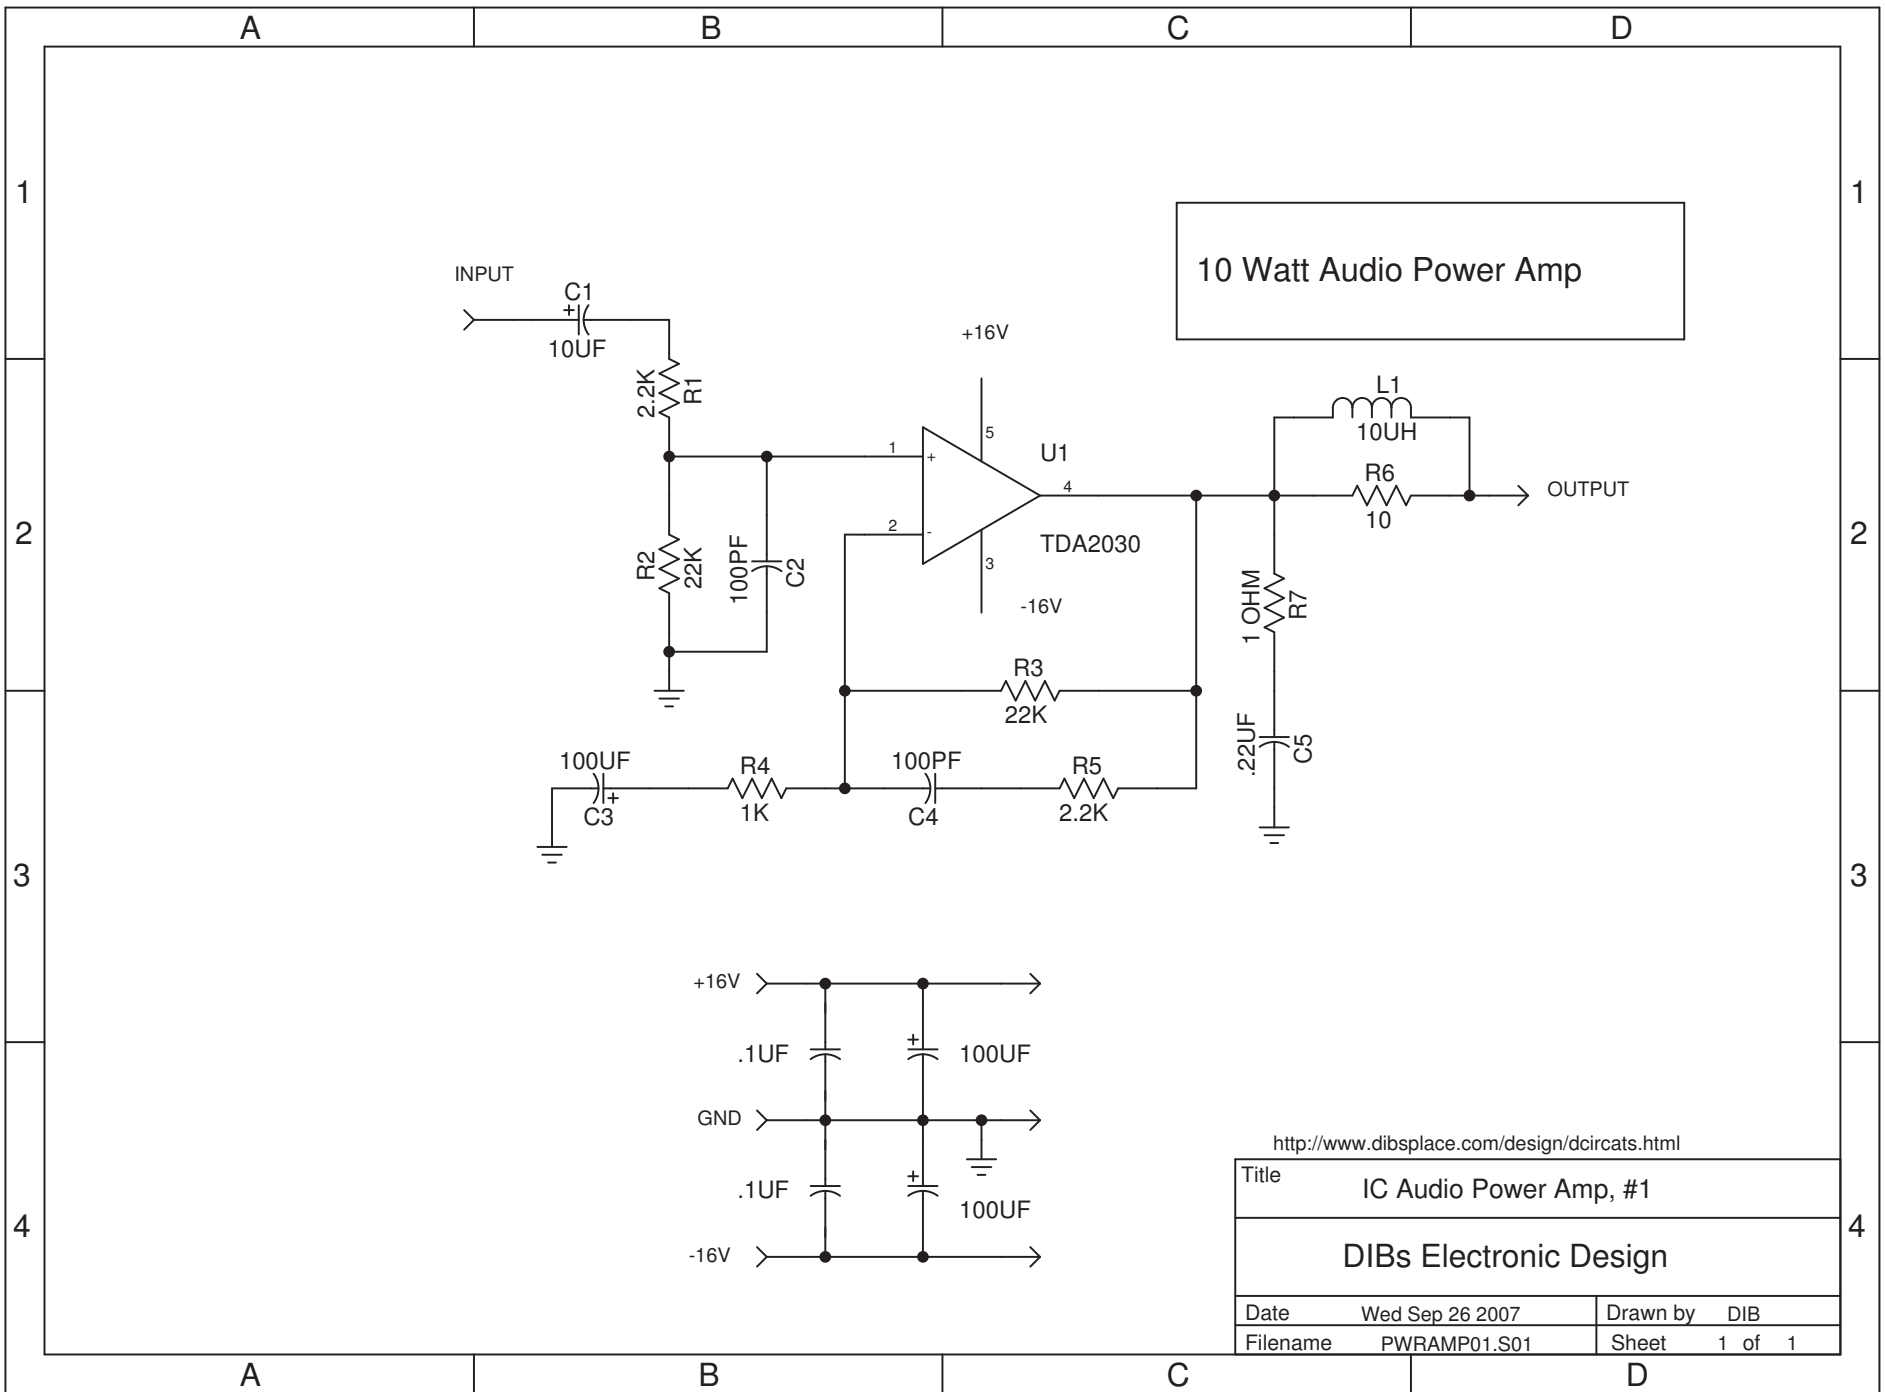 A B C D
1 1
10 Watt Audio Power Amp
INPUT
C1
+
10UF
+16V
2.2K
R1
L1
10UH
5
1
+
U1
4
R6
10
OUTPUT
2 2
2
-
TDA2030
3
-16V
R2
22K
100PF
C2
1 OHM
R7
R3
22K
.22UF
C5
100UF
+
C3
R4
1K
100PF
C4
R5
2.2K
3 3
+16V
.1UF
+
100UF
GND
.1UF
+
100UF
-16V
4 4
http://www.dibsplace.com/design/dcircats.html
Title
IC Audio Power Amp, #1
DIBs Electronic Design
Date Wed Sep 26 2007 Drawn by DIB
Filename PWRAMP01.S01 Sheet 1 of 1
A B C D